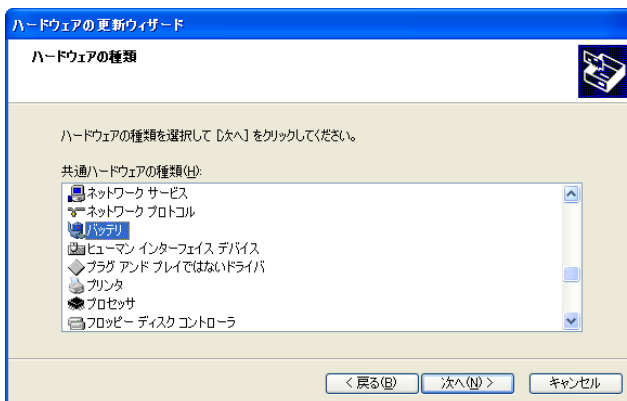 ハードウェアの更新ウィザード
ハードウェアの種類
ハードウェアの種類を選択して [次へ] をクリックしてください。
共通ハードウェアの種類(H):
ネットワーク サービス
ネットワーク プロトコル
バッテリ
ヒューマン インターフェイス デバイス
プラグ アンド プレイではないドライバ
プリンタ
プロセッサ
フロッピー ディスク コントローラ
< 戻る(B) 次へ(N) > キャンセル